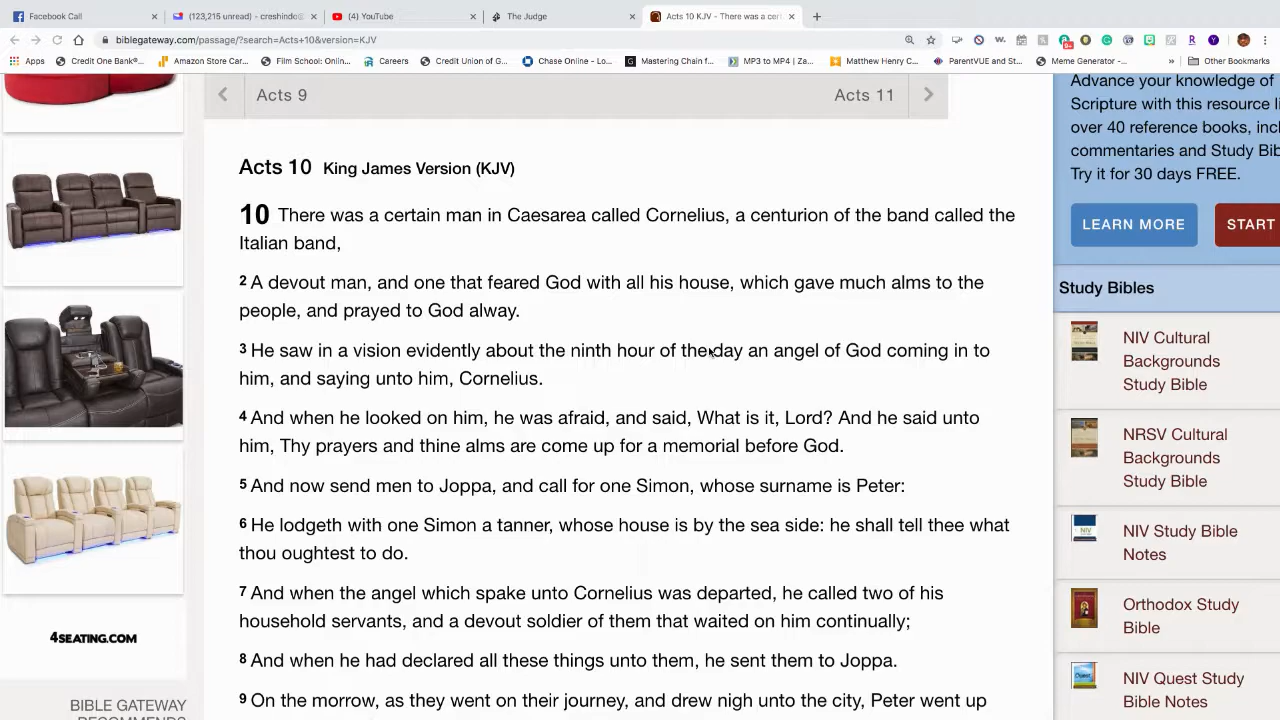 Facebook Call
(123,215 unread) - creshindo
(4) YouTube
The Judge
Acts 10 KJV - There was a cert
biblegateway.com/passage/?search=Acts+10&version=KJV
Apps
Credit One Bank®...
Amazon Store Car...
Film School: Onlin...
Careers
Credit Union of G...
Chase Online - Lo...
Mastering Chain f...
MP3 to MP4 | Za...
Matthew Henry C...
ParentVUE and St...
Meme Generator -...
Other Bookmarks
Acts 9
Acts 11
Acts 10 King James Version (KJV)
10 There was a certain man in Caesarea called Cornelius, a centurion of the band called the
Italian band,
2 A devout man, and one that feared God with all his house, which gave much alms to the
people, and prayed to God alway.
3 He saw in a vision evidently about the ninth hour of the day an angel of God coming in to
him, and saying unto him, Cornelius.
4 And when he looked on him, he was afraid, and said, What is it, Lord? And he said unto
him, Thy prayers and thine alms are come up for a memorial before God.
5 And now send men to Joppa, and call for one Simon, whose surname is Peter:
6 He lodgeth with one Simon a tanner, whose house is by the sea side: he shall tell thee what
thou oughtest to do.
7 And when the angel which spake unto Cornelius was departed, he called two of his
household servants, and a devout soldier of them that waited on him continually;
8 And when he had declared all these things unto them, he sent them to Joppa.
9 On the morrow, as they went on their journey, and drew nigh unto the city, Peter went up
4SEATING.COM
BIBLE GATEWAY
RECOMMENDS
Advance your knowledge of
Scripture with this resource li
over 40 reference books, incl
commentaries and Study Bib
Try it for 30 days FREE.
LEARN MORE
START
Study Bibles
NIV Cultural
Backgrounds
Study Bible
NRSV Cultural
Backgrounds
Study Bible
NIV Study Bible
Notes
Orthodox Study
Bible
NIV Quest Study
Bible Notes